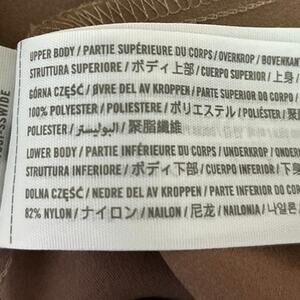 UPPER BODY / PARTIE SUPÉRIEURE DU CORPS / OVERKROP / BOVENKANT
STRUTTURA SUPERIORE / ボディ上部 / CUERPO SUPERIOR / 上身
GÓRNA CZĘŚĆ / ØVRE DEL AV KROPPEN / PARTE SUPERIOR DO CORPO
100% POLYESTER / POLIESTERE / ポリエステル / POLIÉSTER / 聚
POLIESTER / البوليستر / 聚脂纖維
LOWER BODY / PARTIE INFÉRIEURE DU CORPS / UNDERKROP / ONDER
STRUTTURA INFERIORE / ボディ下部 / CUERPO INFERIOR / 下
DOLNA CZĘŚĆ / NEDRE DEL AV KROPPEN / PARTE INFERIOR DO COR
82% NYLON / ナイロン / NAILON / 尼龙 / NAILONIA / 나일론